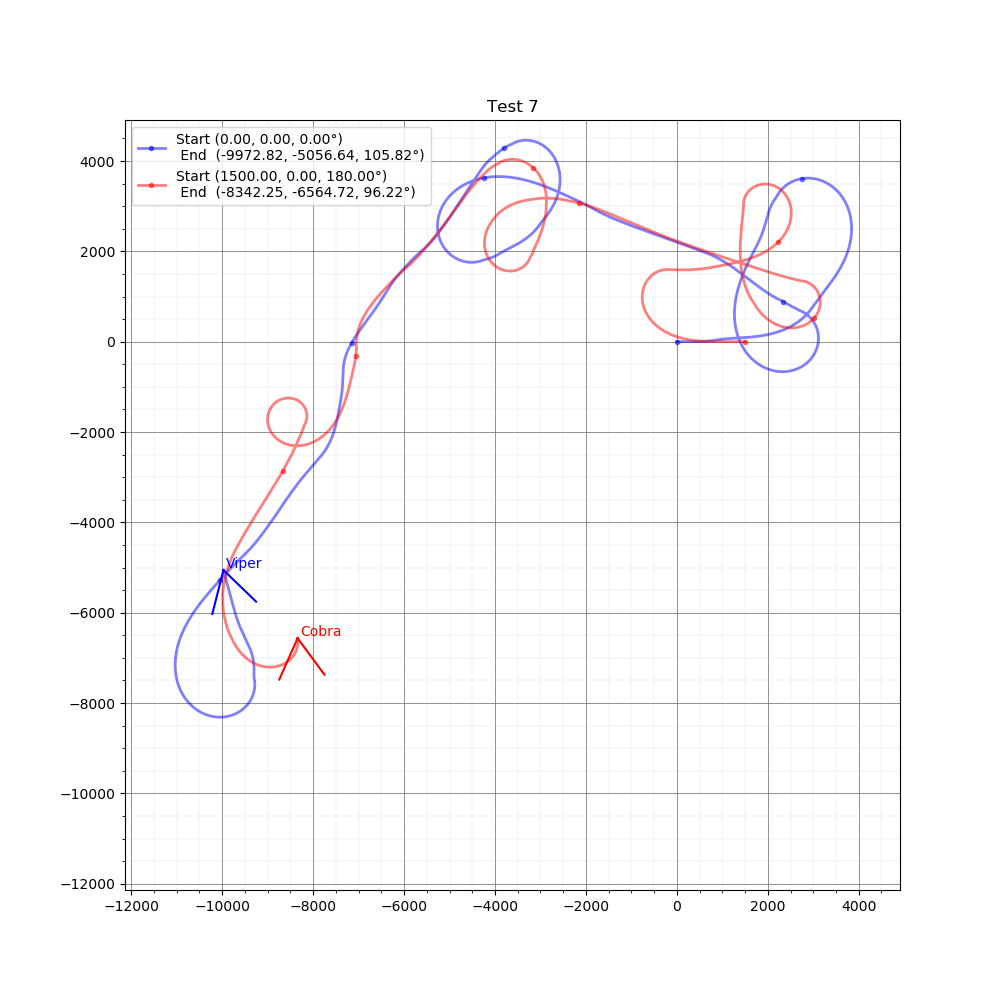 Test 7
Start (0.00, 0.00, 0.00°)
End  (-9972.82, -5056.64, 105.82°)
Start (1500.00, 0.00, 180.00°)
End  (-8342.25, -6564.72, 96.22°)
4000
2000
0
−2000
−4000
−6000
−8000
−10000
−12000
Viper
Cobra
−12000 −10000 −8000 −6000 −4000 −2000 0 2000 4000